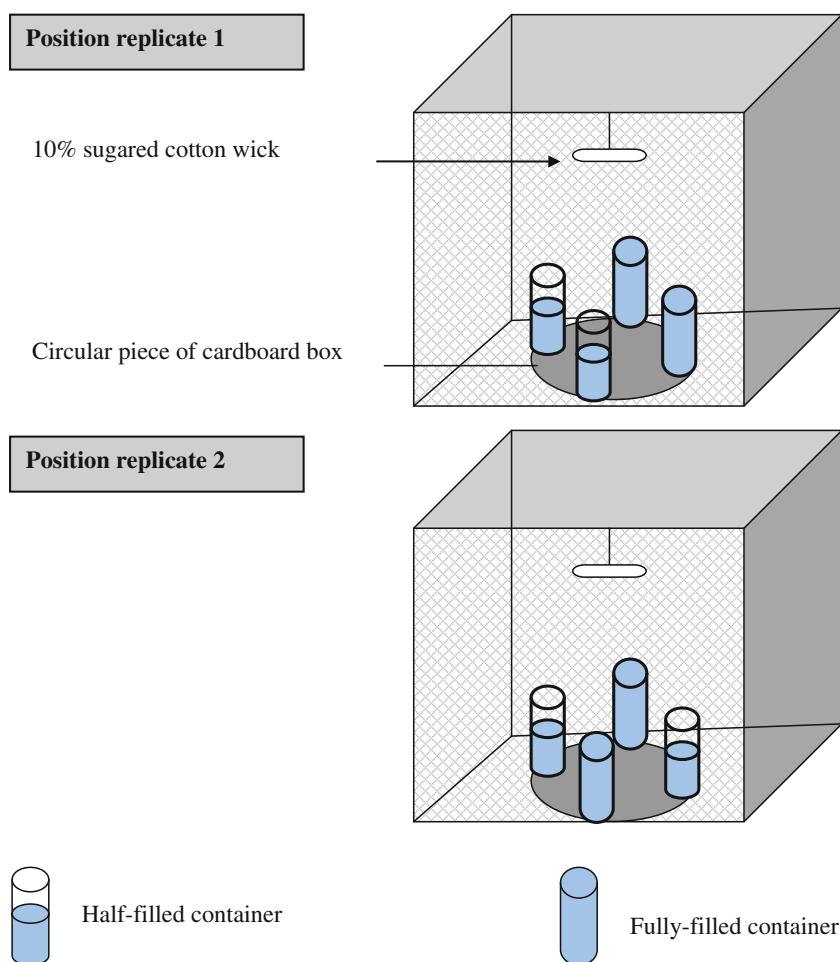 Position replicate 1
10% sugared cotton wick
Circular piece of cardboard box
Position replicate 2
Half-filled container
Fully-filled container